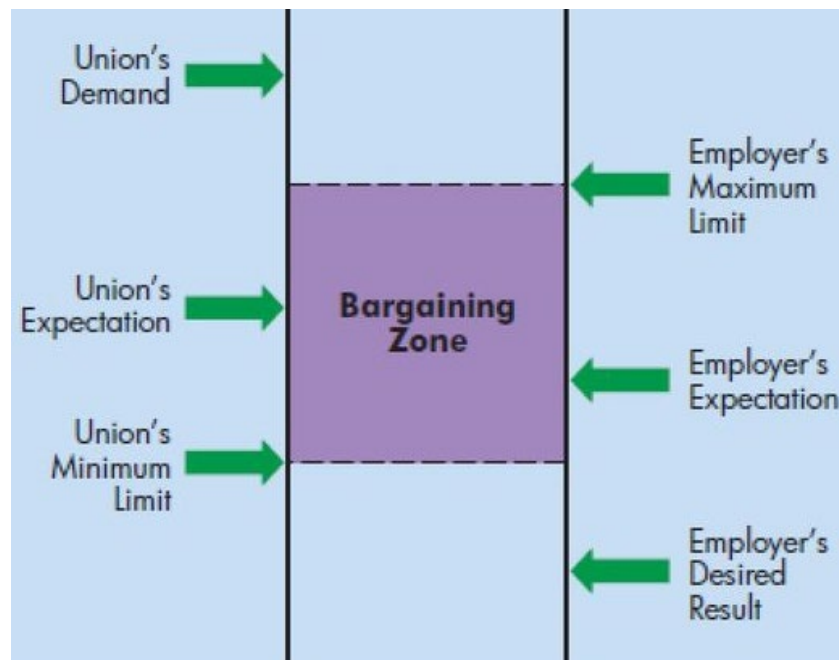 Union's
Demand
Employer's
Maximum
Limit
Union's
Expectation
Bargaining
Zone
Employer's
Expectation
Union's
Minimum
Limit
Employer's
Desired
Result